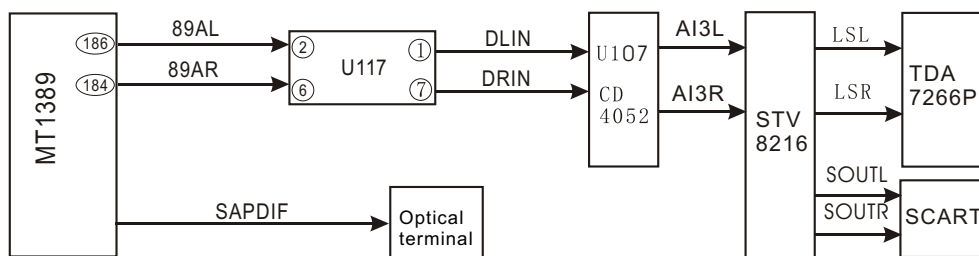 MT1389
186
184
89AL
89AR
2
6
U117
1
7
DLIN
DRIN
U107
CD
4052
AI3L
AI3R
STV
8216
LSL
LSR
TDA
7266P
SOUTL
SOUTR
SCART
SAPDIF
Optical
terminal